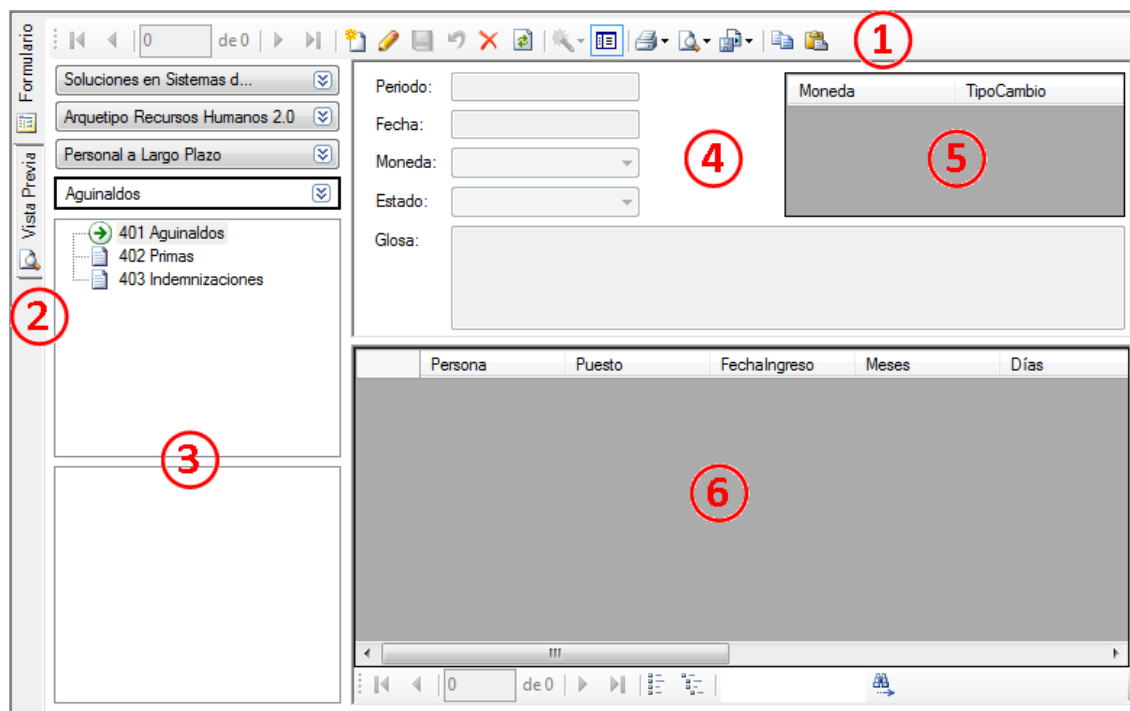 Formulario
Vista Previa
0 de 0
1
Soluciones en Sistemas d...
Arquetipo Recursos Humanos 2.0
Personal a Largo Plazo
Aguinaldos
401 Aguinaldos
402 Primas
403 Indemnizaciones
2
3
Periodo:
Fecha:
Moneda:
Estado:
Glosa:
4
Moneda TipoCambio
5
Persona Puesto FechaIngreso Meses Días
6
0 de 0